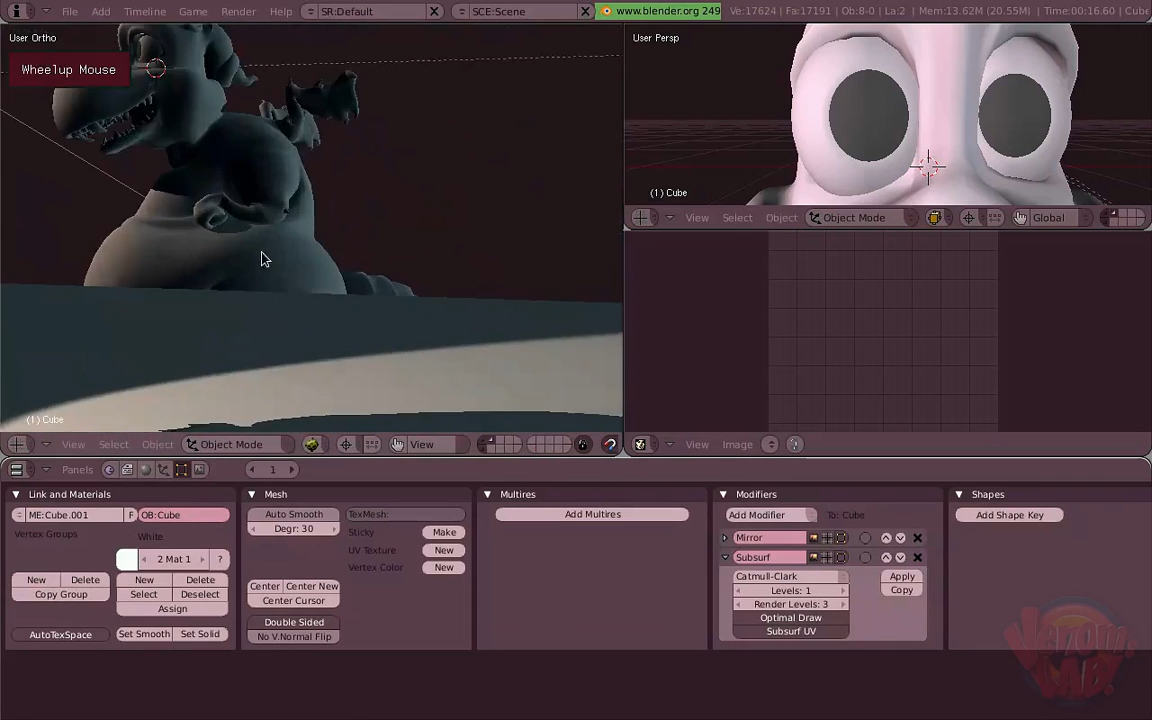 File Add Timeline Game Render Help SR:Default SCE:Scene www.blender.org 249 Ve:17624 | Fa:17191 | Ob:8-0 | La:2 | Mem:13.62M (20.55M) | Time:00:16.60 | Cube
User Ortho
User Persp
Wheelup Mouse
(1) Cube
View Select Object Object Mode Global
(1) Cube
View Select Object Object Mode View
View Image
Panels 1
Link and Materials
Mesh
Multires
Modifiers
Shapes
ME:Cube.001 F OB:Cube
Vertex Groups
White
2 Mat 1 ?
New Delete New Delete
Copy Group Select Deselect
Assign
AutoTexSpace Set Smooth Set Solid
Auto Smooth
Degr: 30
TexMesh:
Sticky Make
UV Texture New
Vertex Color New
Center Center New
Center Cursor
Double Sided
No V.Normal Flip
Add Multires
Add Modifier To: Cube
Mirror
Subsurf
Catmull-Clark Apply
Levels: 1 Copy
Render Levels: 3
Optimal Draw
Subsurf UV
Add Shape Key
Venom's
LAB!